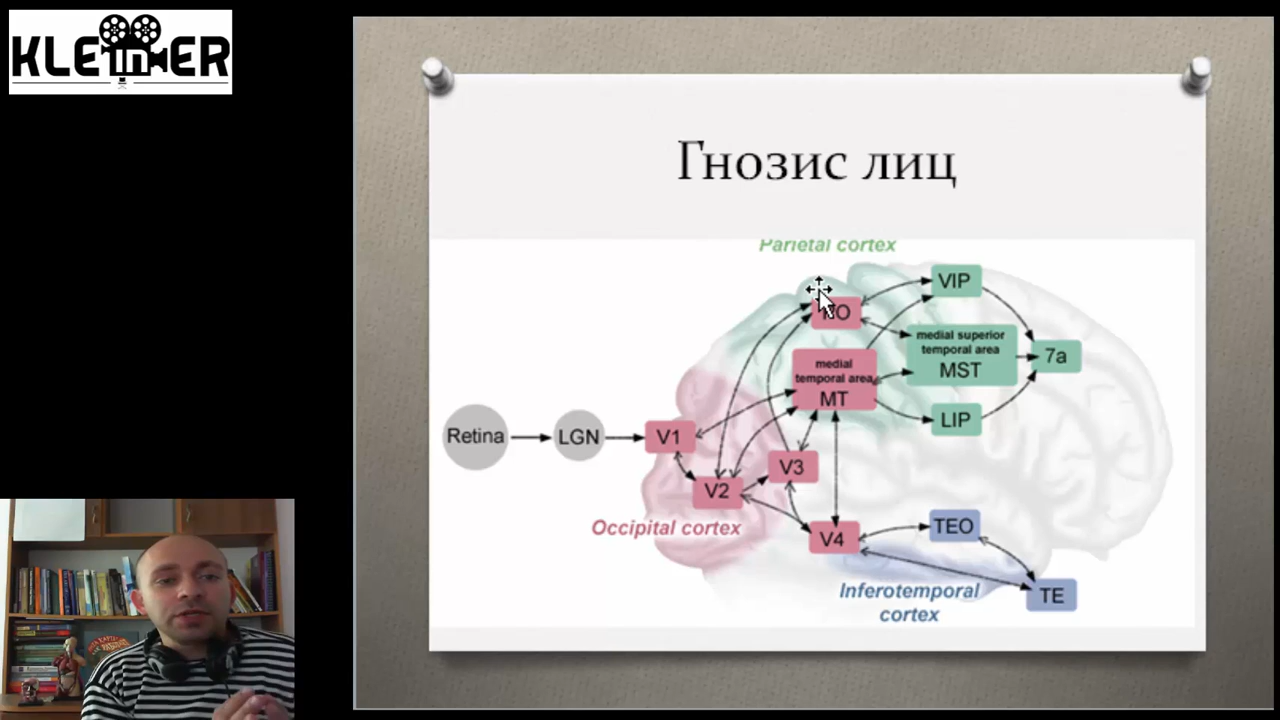 KLEINER
Гнозис лиц
Parietal cortex
VIP
medial superior
temporal area
MST
7a
medial
temporal area
MT
LIP
Retina
LGN
V1
V3
V2
Occipital cortex
V4
TEO
Inferotemporal
cortex
TE